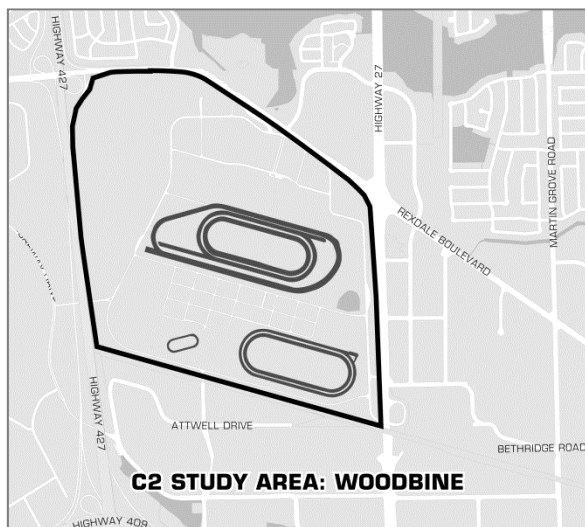 HIGHWAY 427
HIGHWAY 27
MARTIN GROVE ROAD
REXDALE BOULEVARD
HIGHWAY 427
ATTWELL DRIVE
BETHRIDGE ROAD
C2 STUDY AREA: WOODBINE
HIGHWAY 409